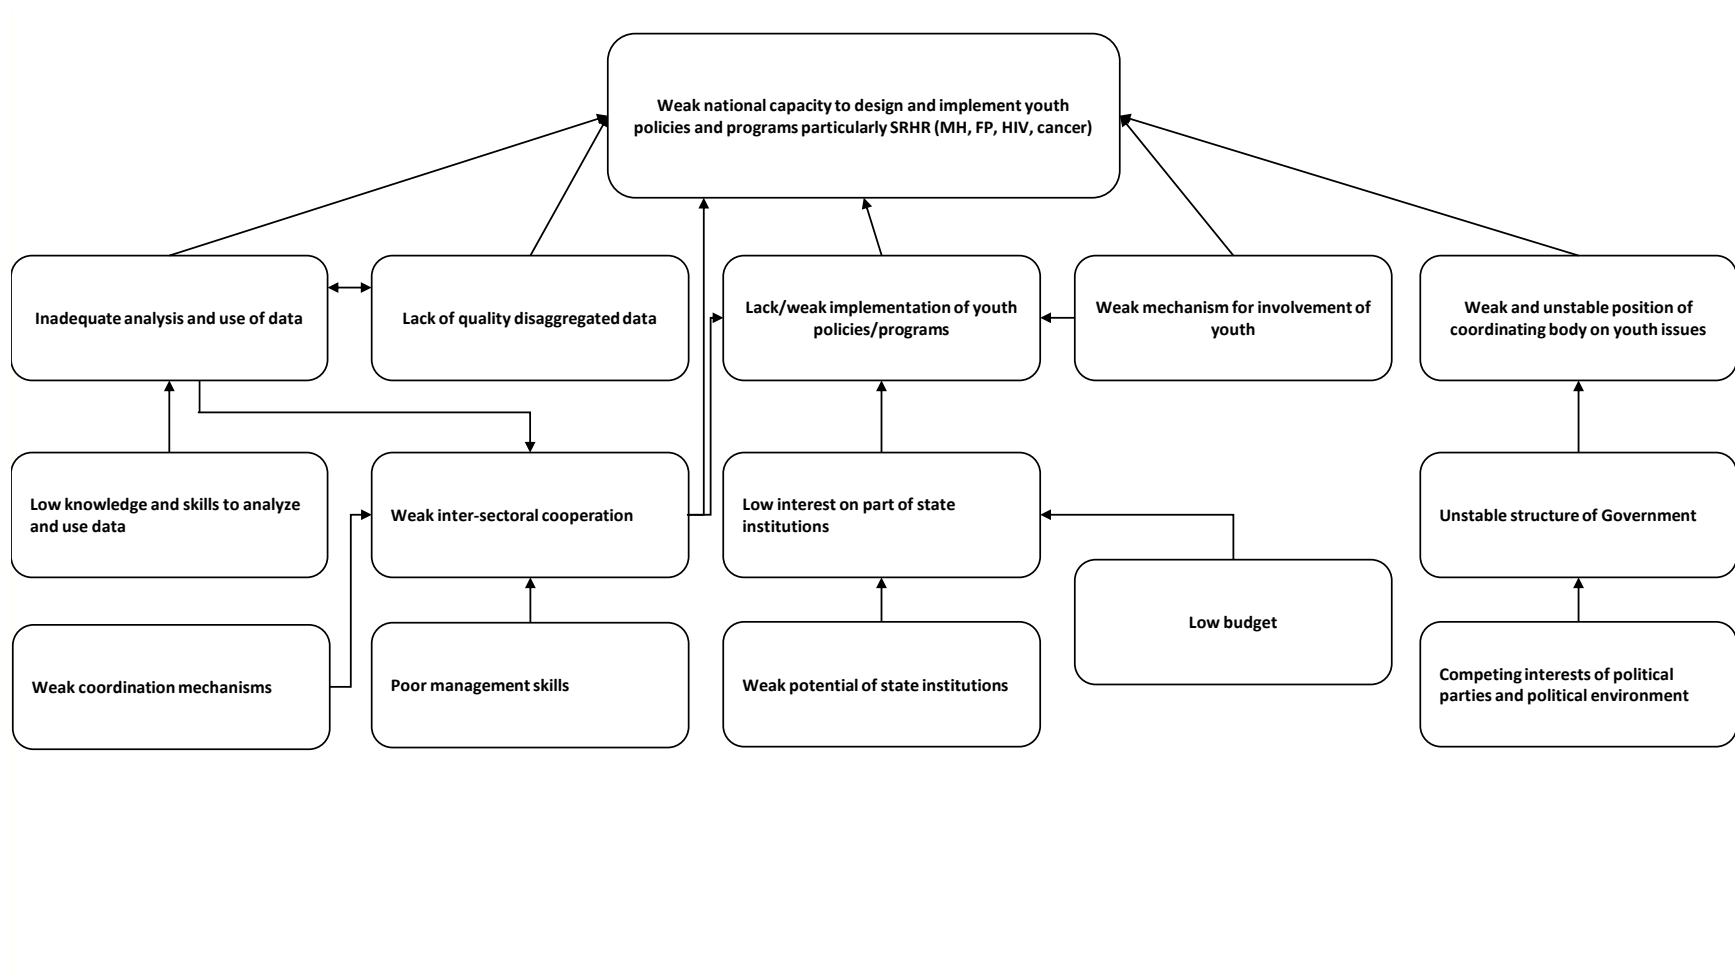 Weak national capacity to design and implement youth
policies and programs particularly SRHR (MH, FP, HIV, cancer)
Inadequate analysis and use of data
Lack of quality disaggregated data
Lack/weak implementation of youth
policies/programs
Weak mechanism for involvement of
youth
Weak and unstable position of
coordinating body on youth issues
Low knowledge and skills to analyze
and use data
Weak inter-sectoral cooperation
Low interest on part of state
institutions
Unstable structure of Government
Low budget
Weak coordination mechanisms
Poor management skills
Weak potential of state institutions
Competing interests of political
parties and political environment